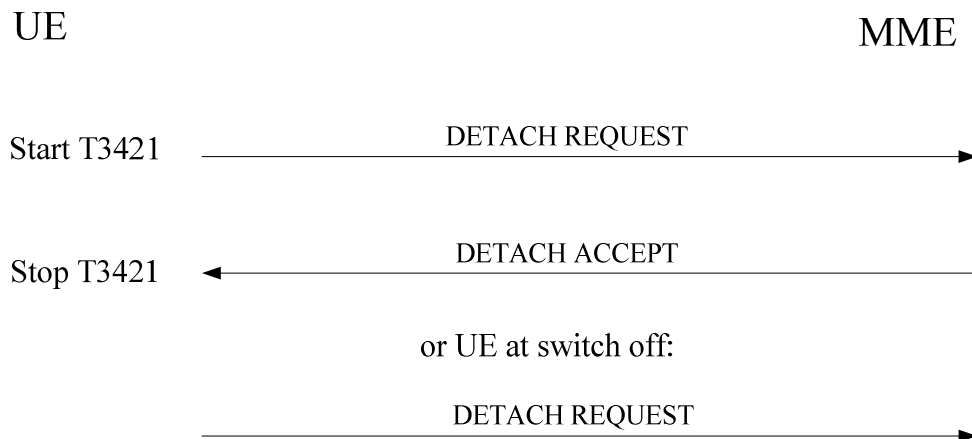 UE
MME
Start T3421
DETACH REQUEST
Stop T3421
DETACH ACCEPT
or UE at switch off:
DETACH REQUEST